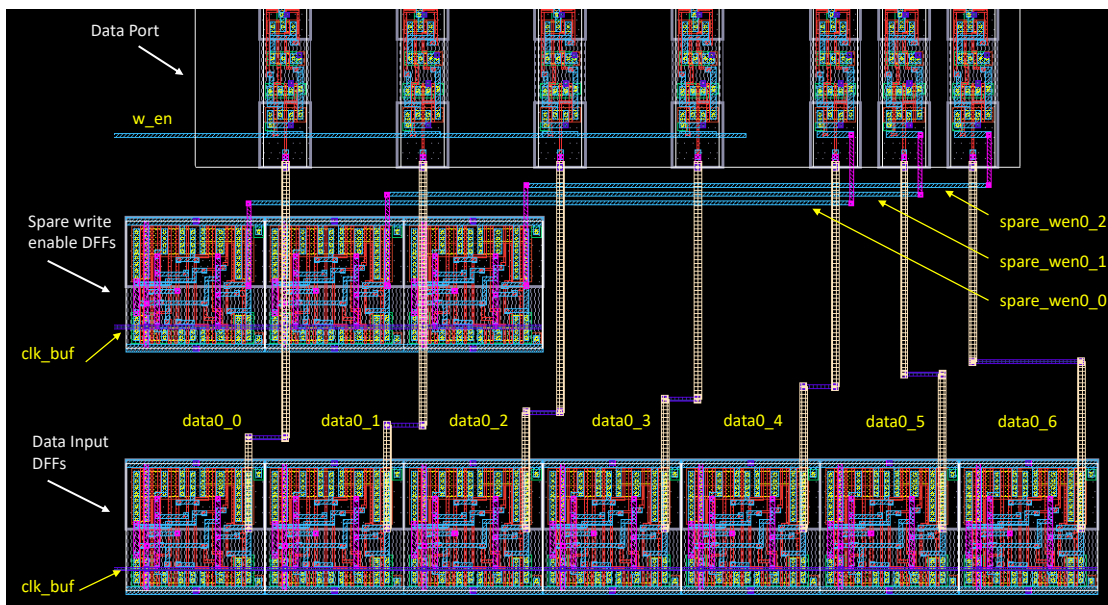 Data Port
w_en
Spare write
enable DFFs
spare_wen0_2
spare_wen0_1
spare_wen0_0
clk_buf
data0_0
data0_1
data0_2
data0_3
data0_4
data0_5
data0_6
Data Input
DFFs
clk_buf